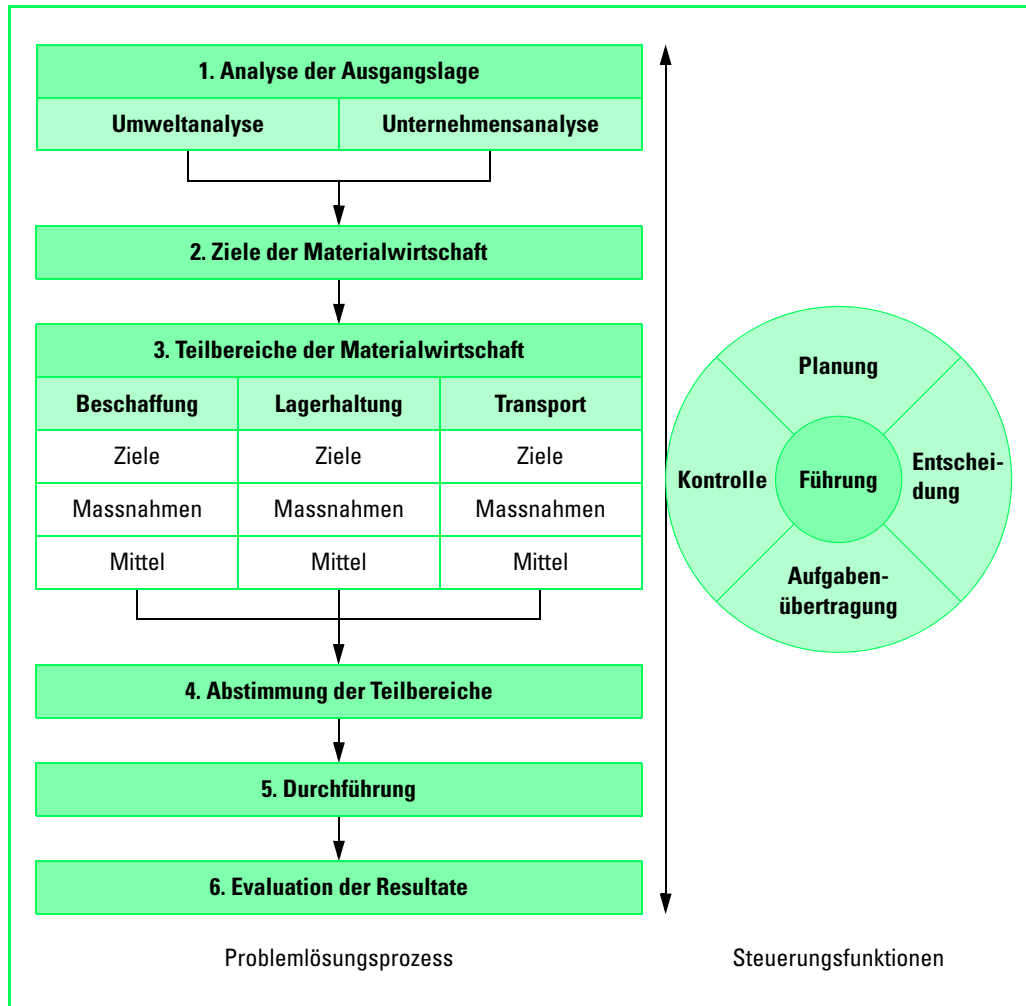 1. Analyse der Ausgangslage
Umweltanalyse
Unternehmensanalyse
2. Ziele der Materialwirtschaft
3. Teilbereiche der Materialwirtschaft
Beschaffung
Lagerhaltung
Transport
Ziele
Ziele
Ziele
Massnahmen
Massnahmen
Massnahmen
Mittel
Mittel
Mittel
4. Abstimmung der Teilbereiche
5. Durchführung
6. Evaluation der Resultate
Problemlösungsprozess
Planung
Kontrolle
Führung
Entschei-
dung
Aufgaben-
übertragung
Steuerungsfunktionen